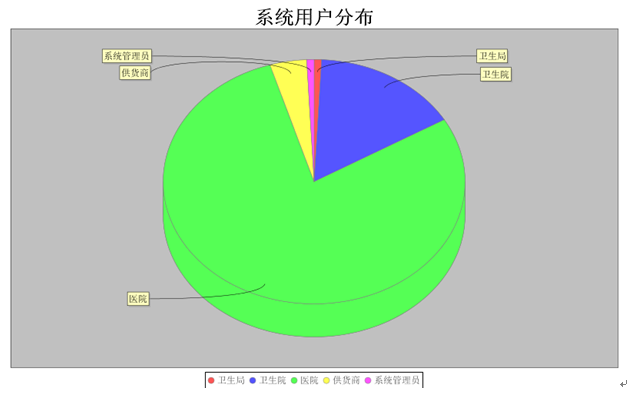 系统用户分布
系统管理员
卫生局
供货商
卫生院
医院
卫生局 卫生院 医院 供货商 系统管理员